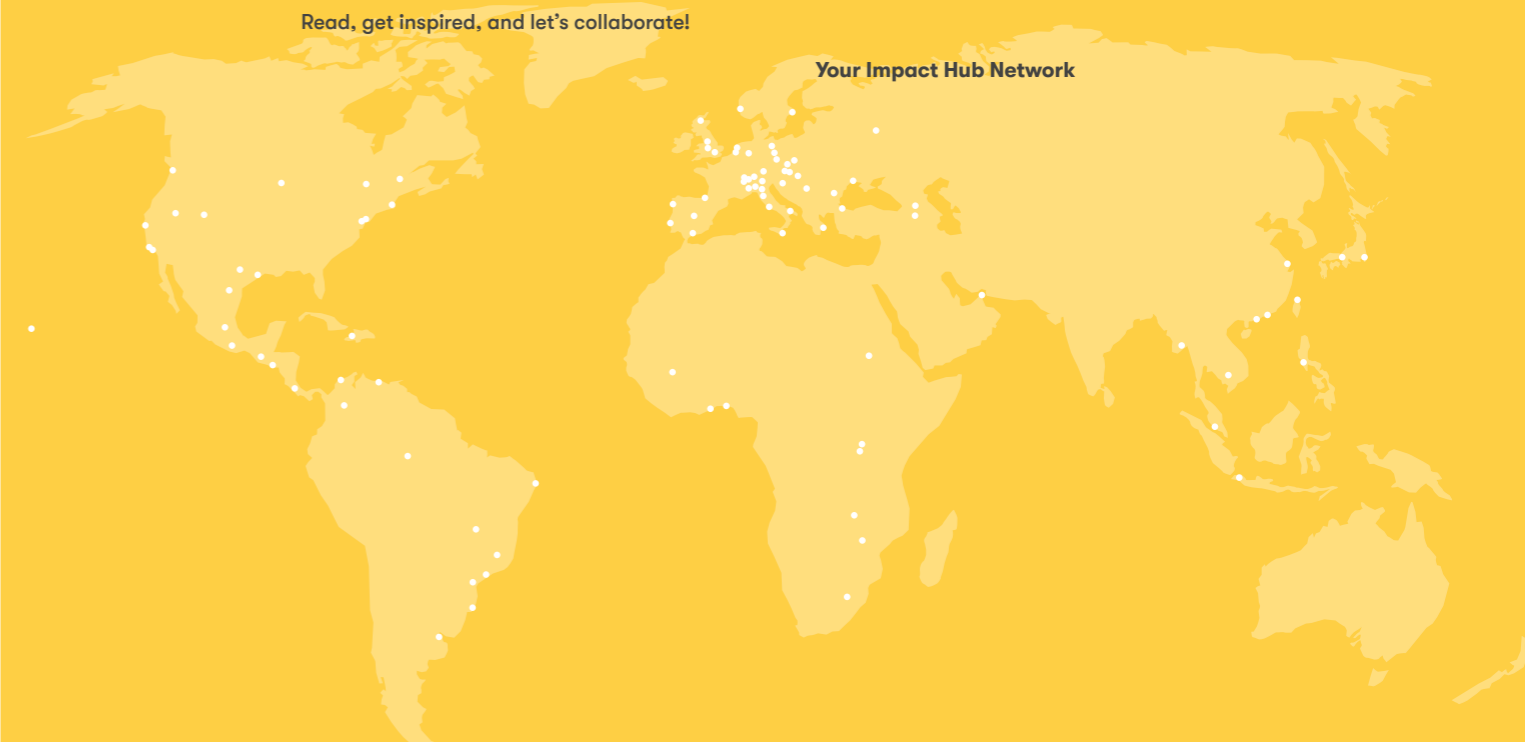 Read, get inspired, and let’s collaborate!
Your Impact Hub Network